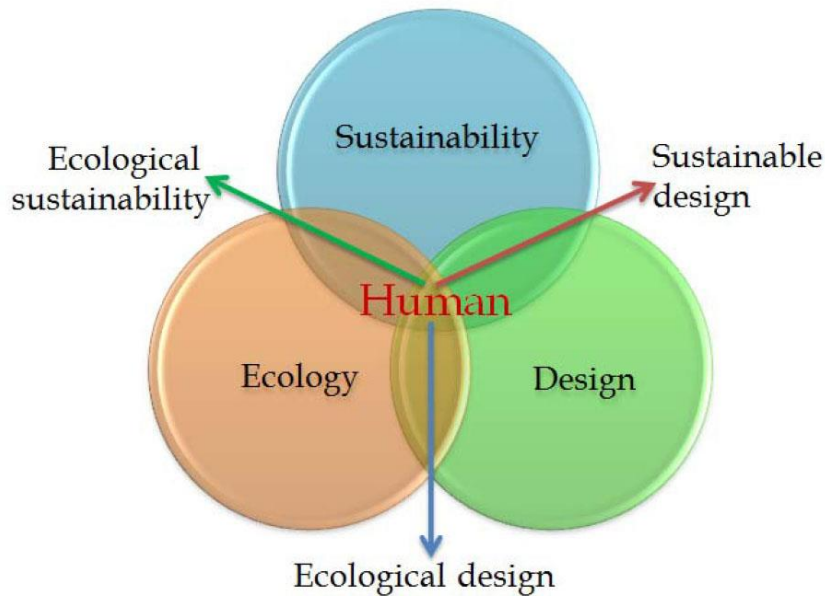 Sustainability
Ecological
sustainability
Sustainable
design
Human
Ecology
Design
Ecological design